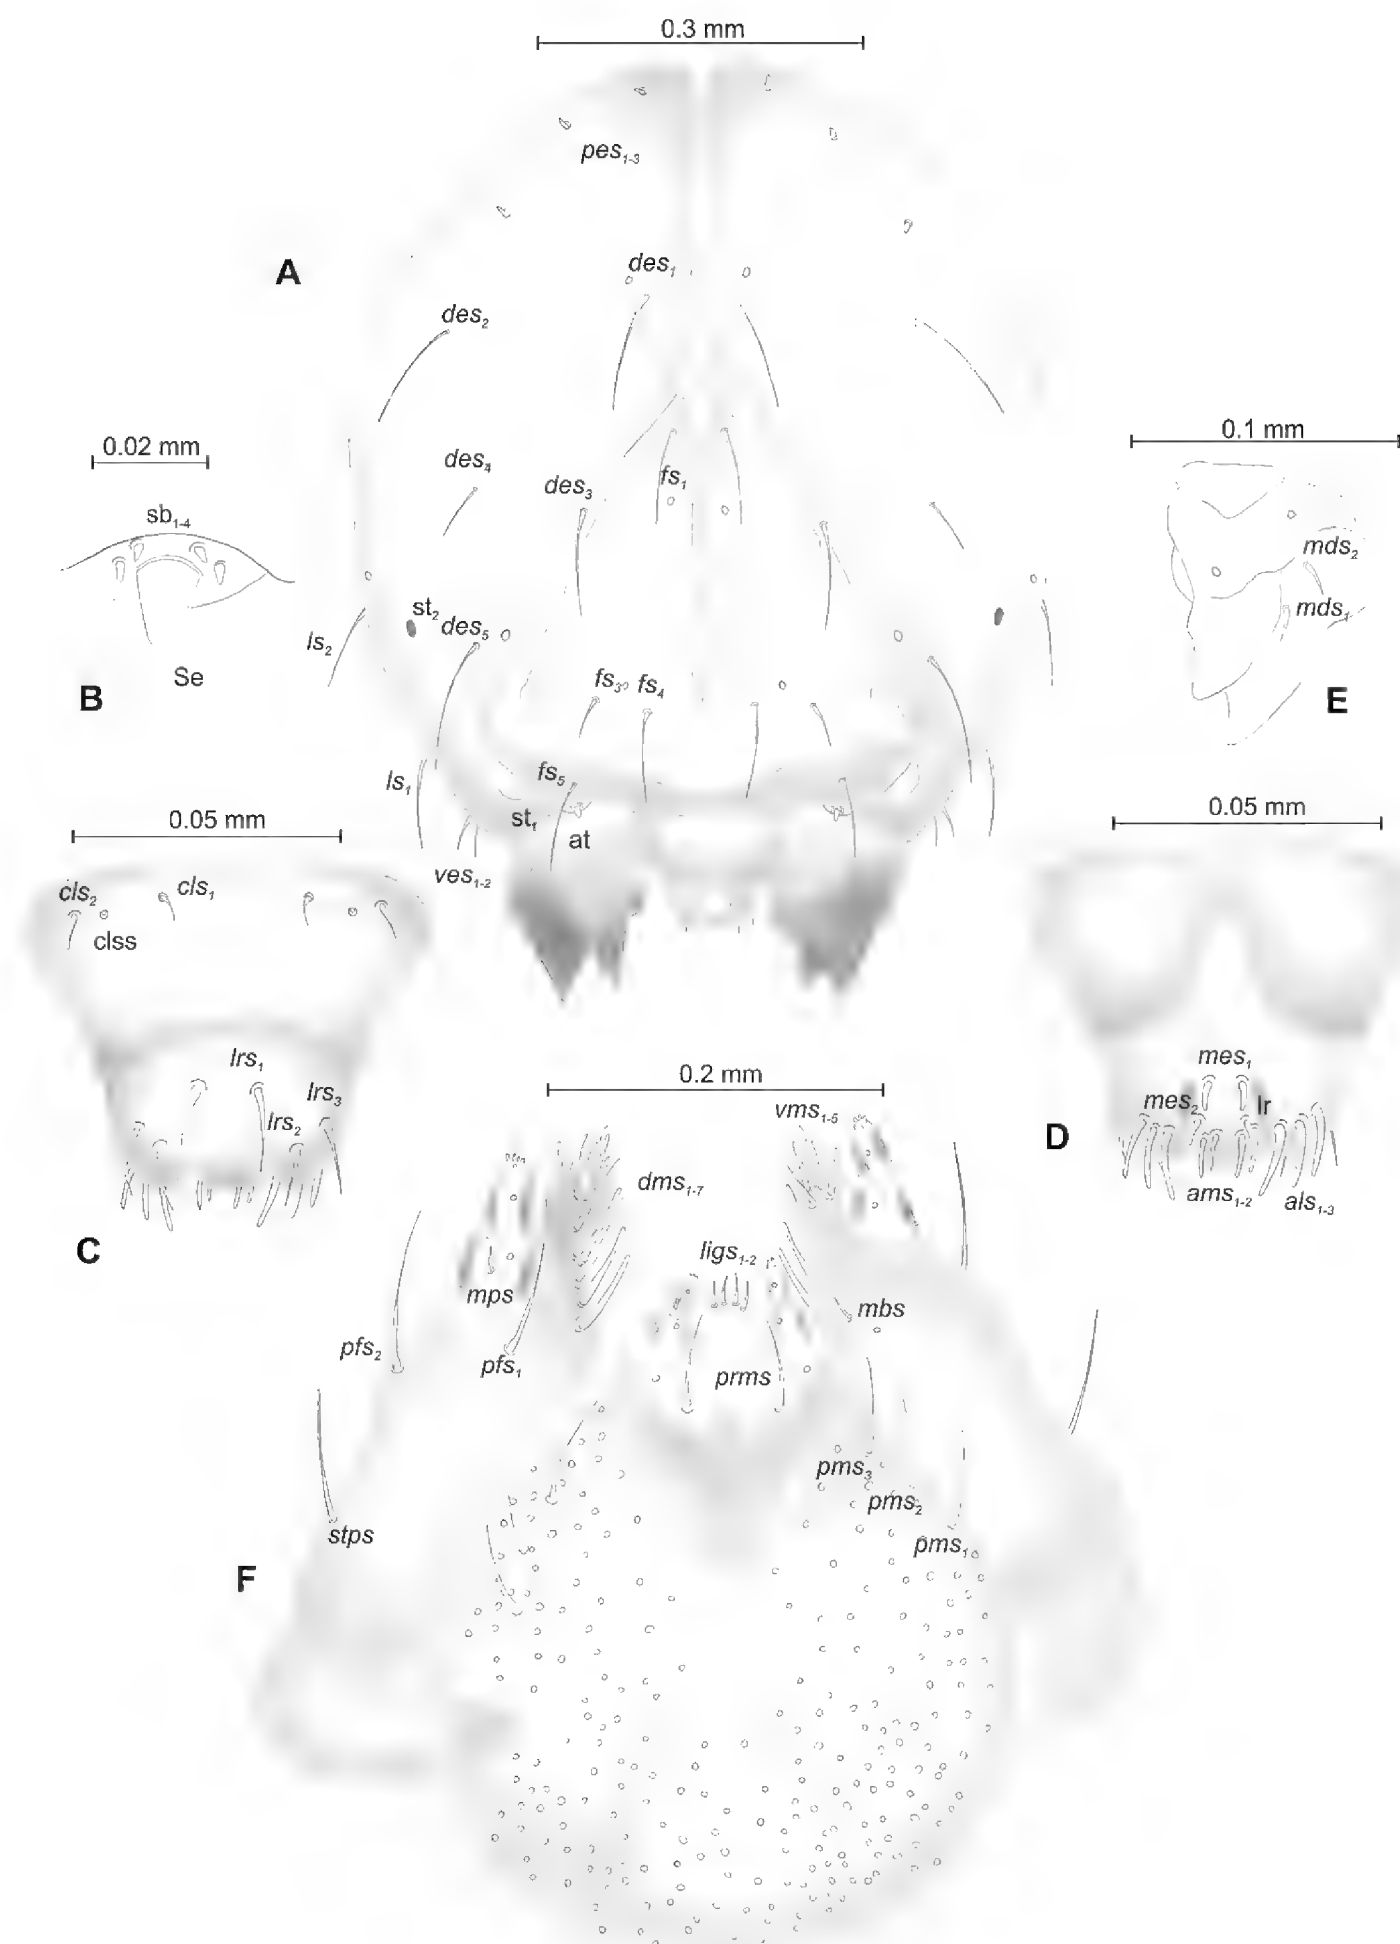 0.3 mm
pes1-3
A
des1
des2
0.02 mm
0.1 mm
des4
des3
fs1
sb1-4
mds2
st2
des5
mds1
ls2
Se
B
fs3
fs4
E
ls1
fs5
0.05 mm
st1
at
0.05 mm
ves1-2
cls2
cls1
clss
lrs1
mes1
0.2 mm
lrs3
mes2
lr
vms1-5
lrs2
D
dms1-7
ams1-2
als1-3
C
ligs1-2
mps
mbs
pfs2
pfs1
prms
pms3
pms2
stps
pms1
F